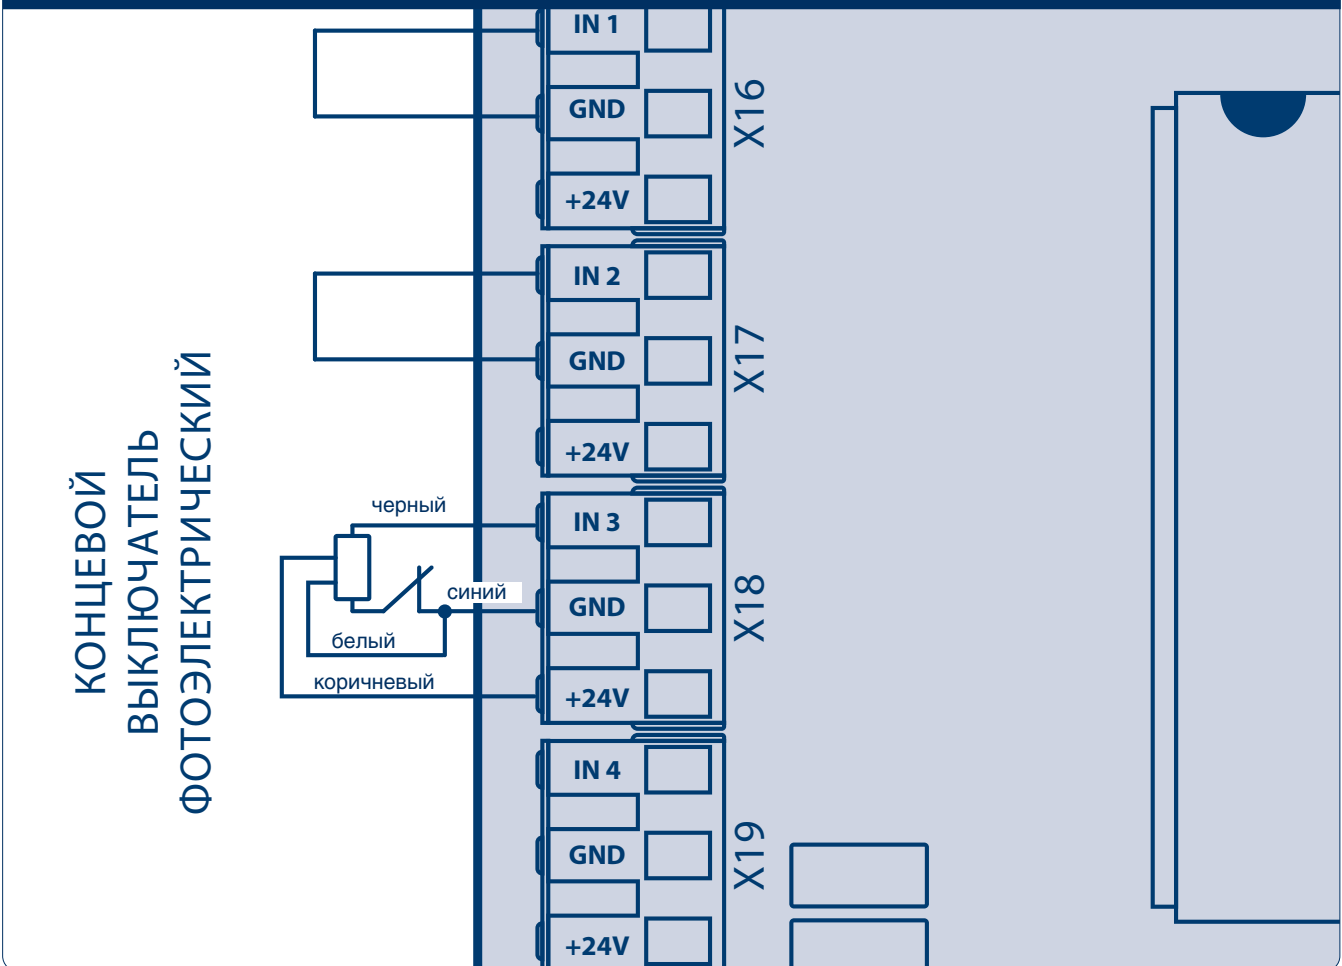 КОНЦЕВОЙ
ВЫКЛЮЧАТЕЛЬ
ФОТОЭЛЕКТРИЧЕСКИЙ
IN 1
GND
+24V
X16
IN 2
GND
+24V
X17
черный
синий
белый
коричневый
IN 3
GND
+24V
X18
IN 4
GND
+24V
X19